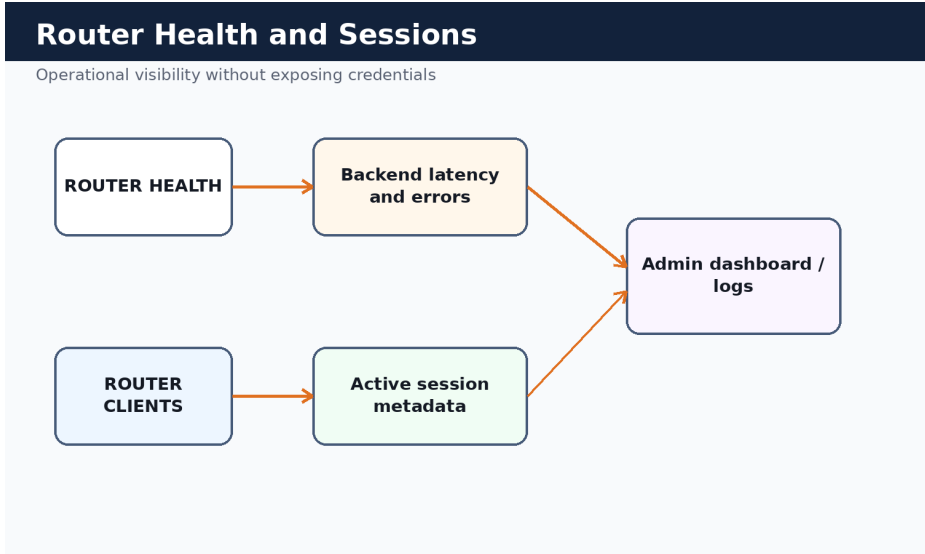 Router Health and Sessions
Operational visibility without exposing credentials
ROUTER HEALTH
Backend latency
and errors
Admin dashboard /
logs
ROUTER
CLIENTS
Active session
metadata